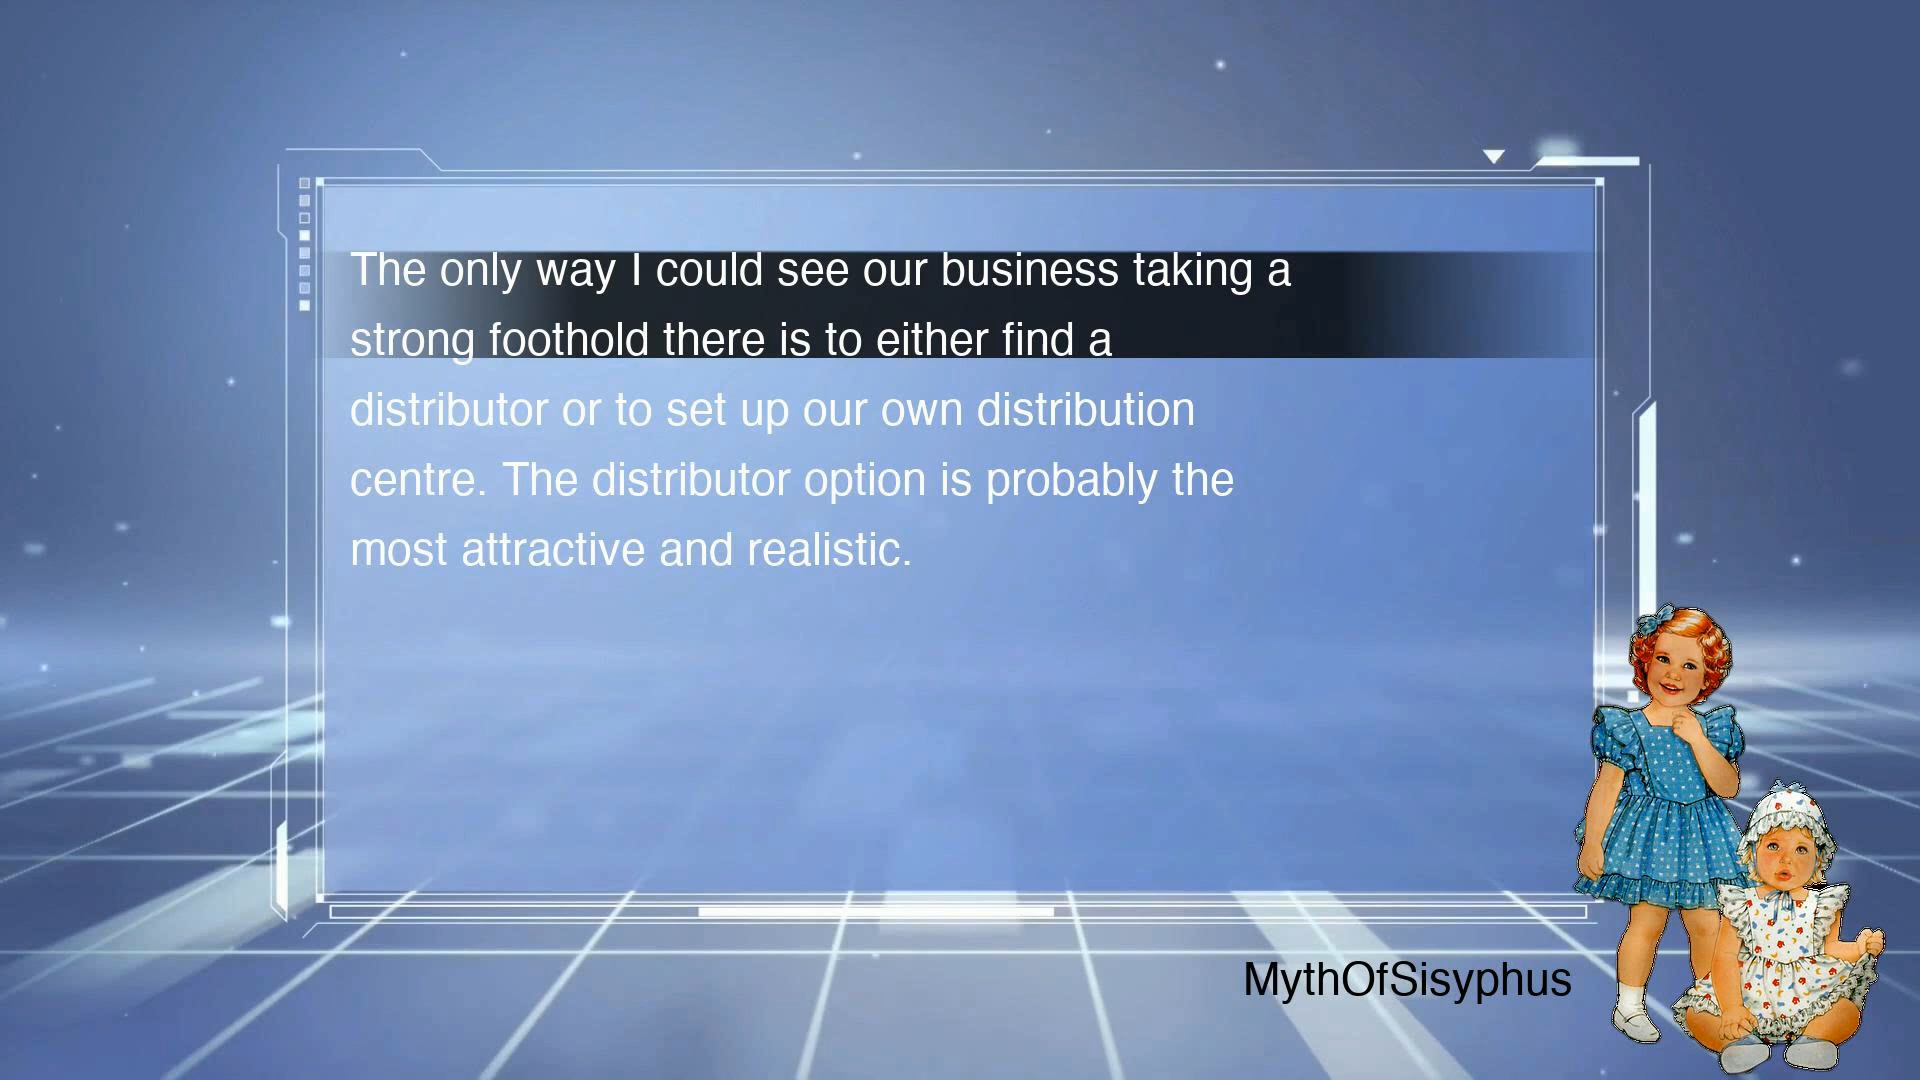 The only way I could see our business taking a
strong foothold there is to either find a
distributor or to set up our own distribution
centre. The distributor option is probably the
most attractive and realistic.
MythOfSisyphus